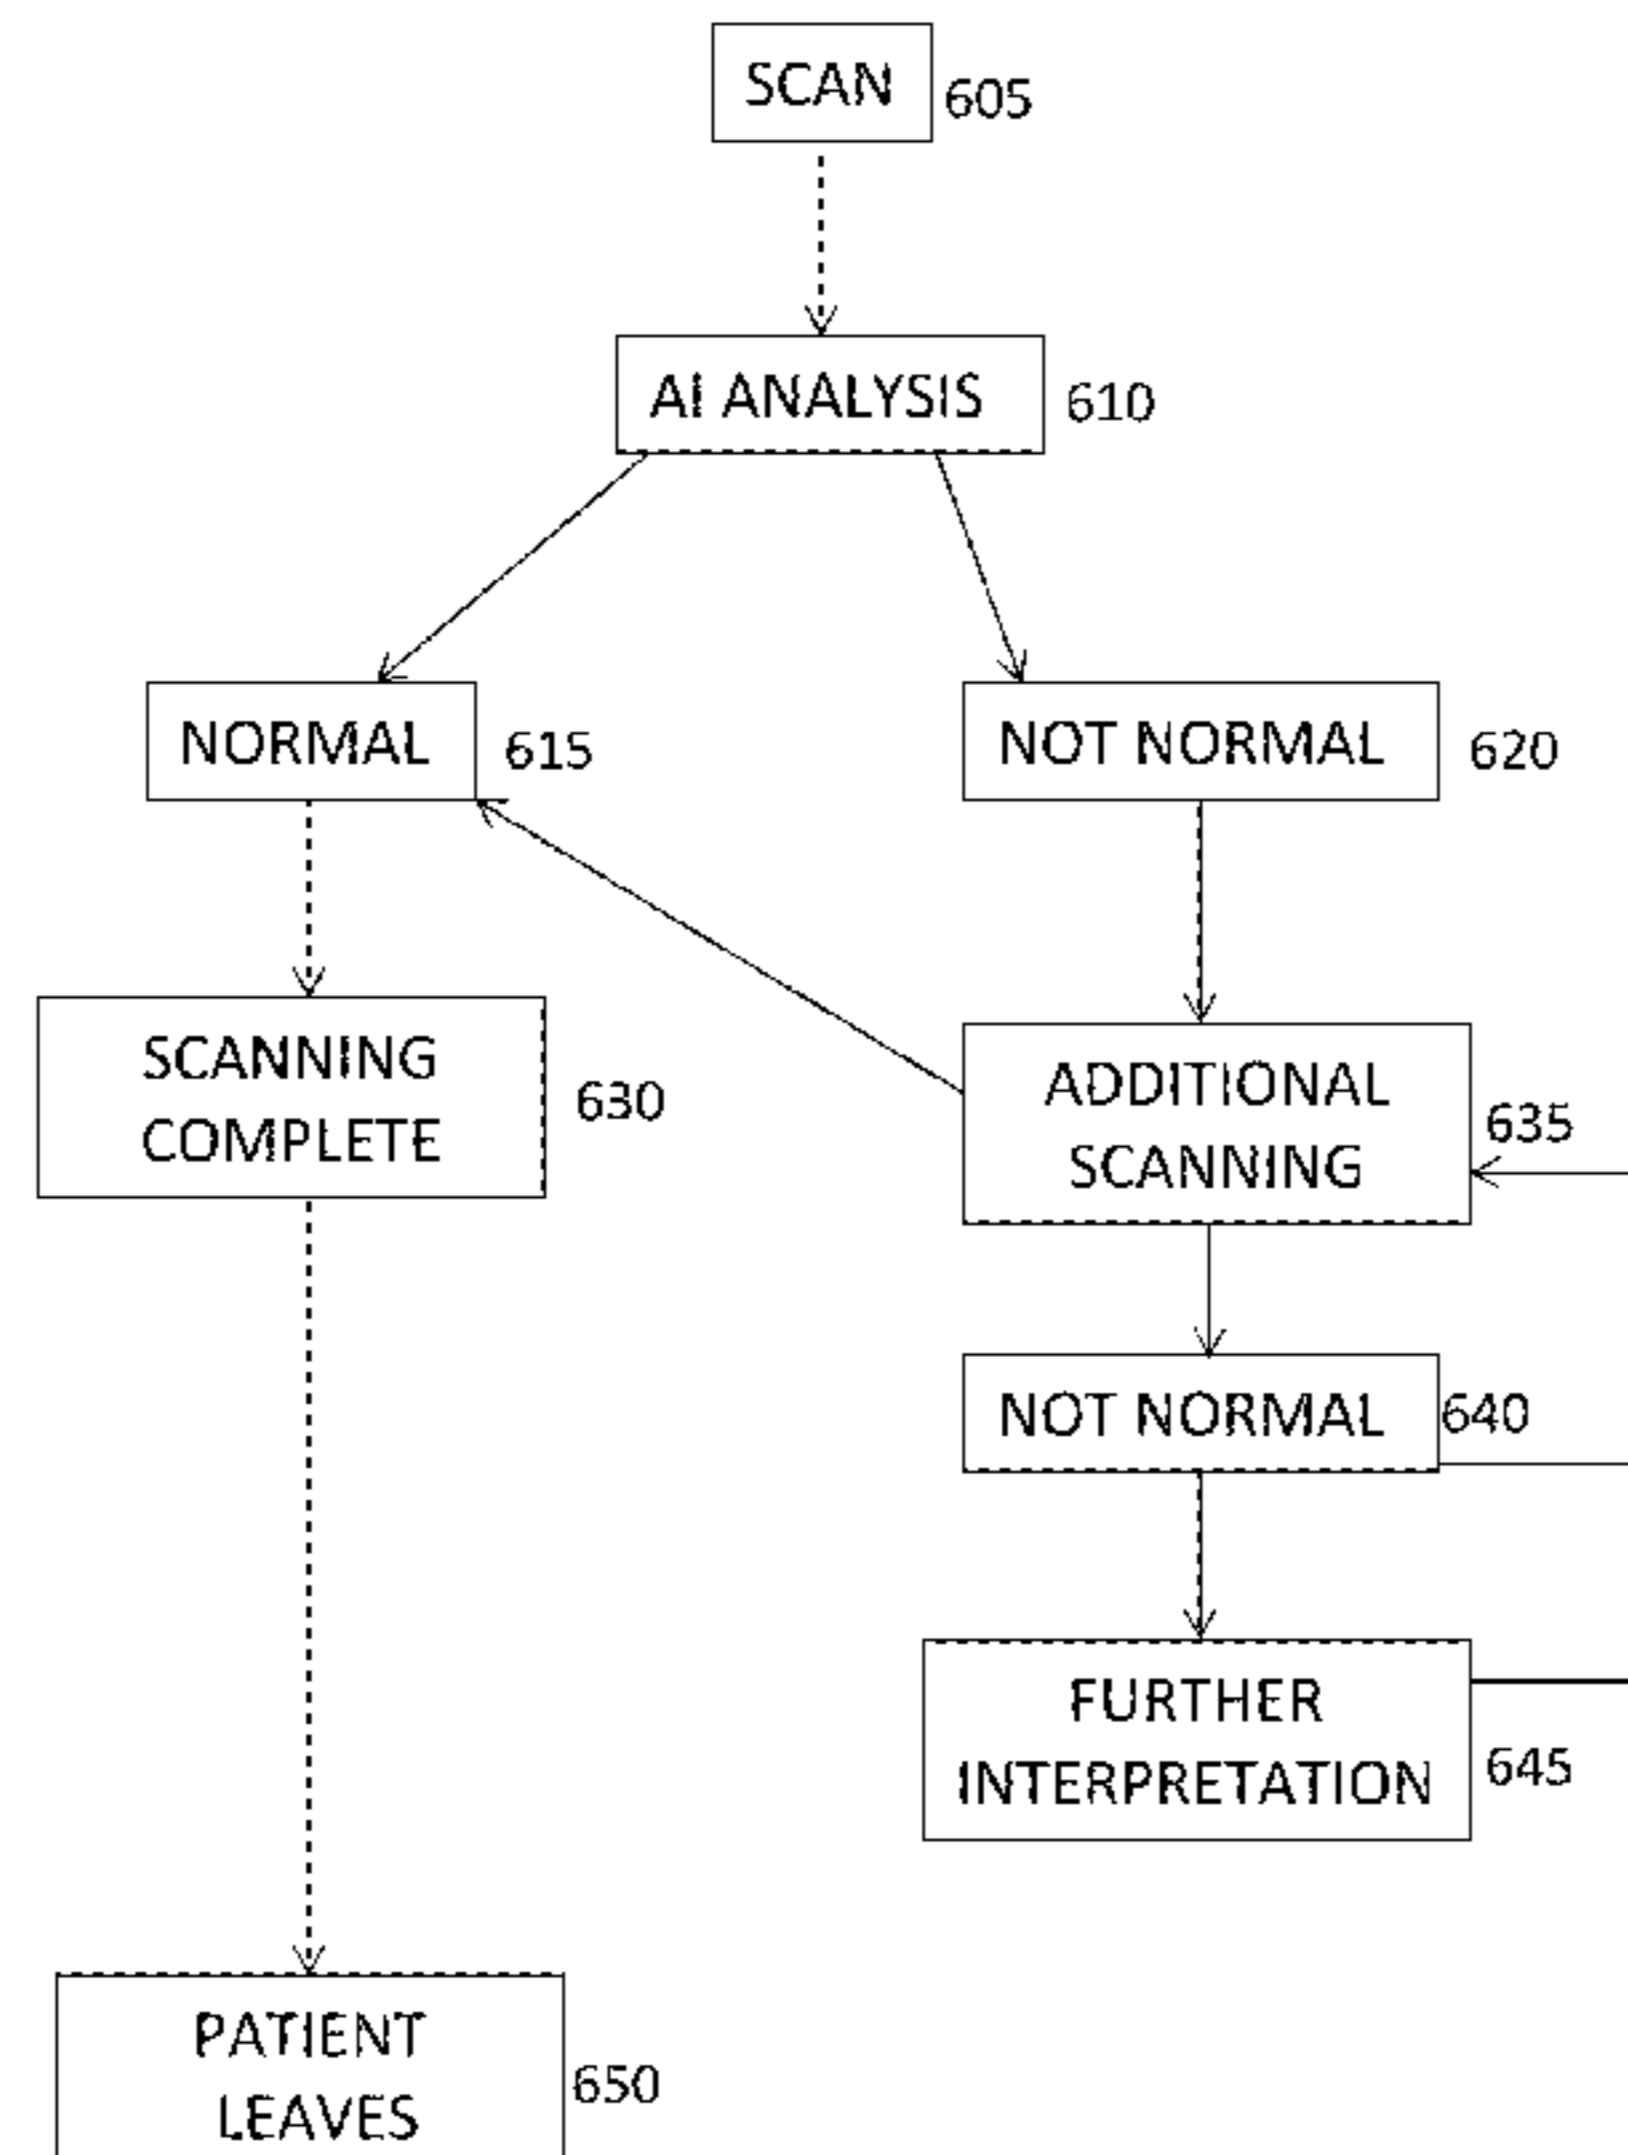 SCAN
605
AI ANALYSIS
610
NORMAL
615
NOT NORMAL
620
SCANNING
COMPLETE
630
ADDITIONAL
SCANNING
635
NOT NORMAL
640
FURTHER
INTERPRETATION
645
PATIENT
LEAVES
650